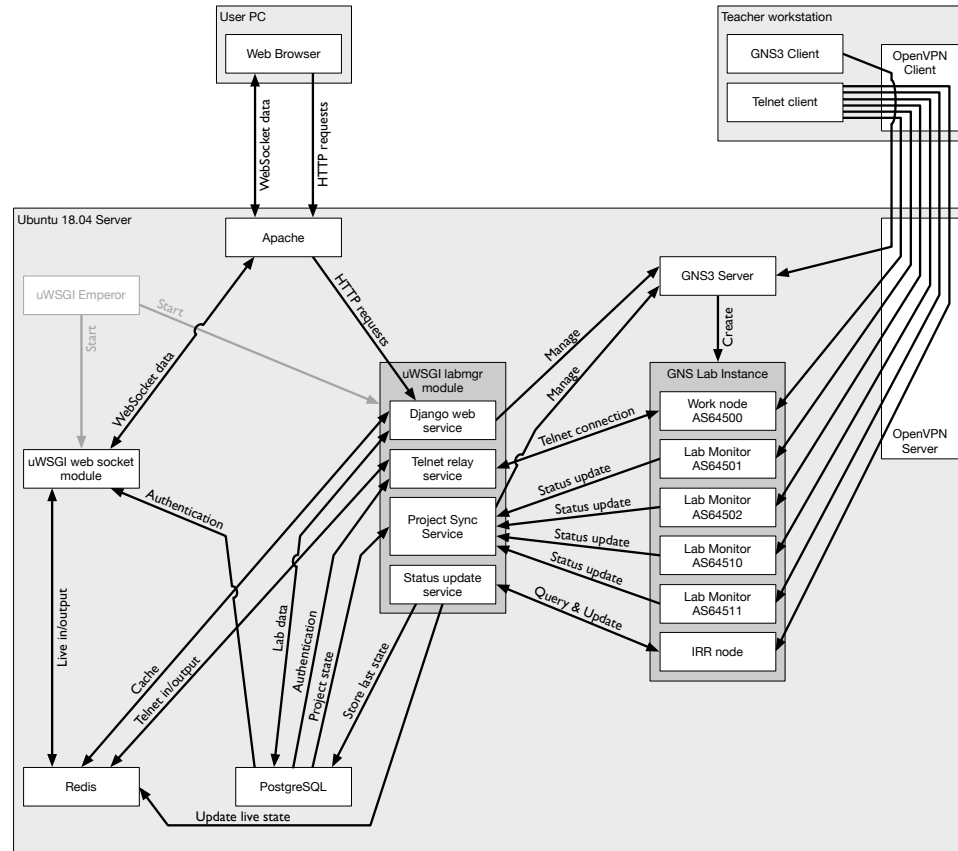 User PC
Web Browser
Teacher workstation
GNS3 Client
Telnet client
OpenVPN
Client
WebSocket data
HTTP requests
Ubuntu 18.04 Server
Apache
uWSGI Emperor
Start
Start
HTTP requests
WebSocket data
GNS3 Server
Create
Manage
Manage
OpenVPN
Server
uWSGI labmgr
module
Django web
service
Telnet relay
service
Project Sync
Service
Status update
service
GNS Lab Instance
Work node
AS64500
Lab Monitor
AS64501
Lab Monitor
AS64502
Lab Monitor
AS64510
Lab Monitor
AS64511
IRR node
Telnet connection
Status update
Status update
Status update
Status update
Query & Update
uWSGI web socket
module
Authentication
Live in/output
Cache
Telnet in/output
Lab data
Authentication
Project state
Store last state
Redis
PostgreSQL
Update live state